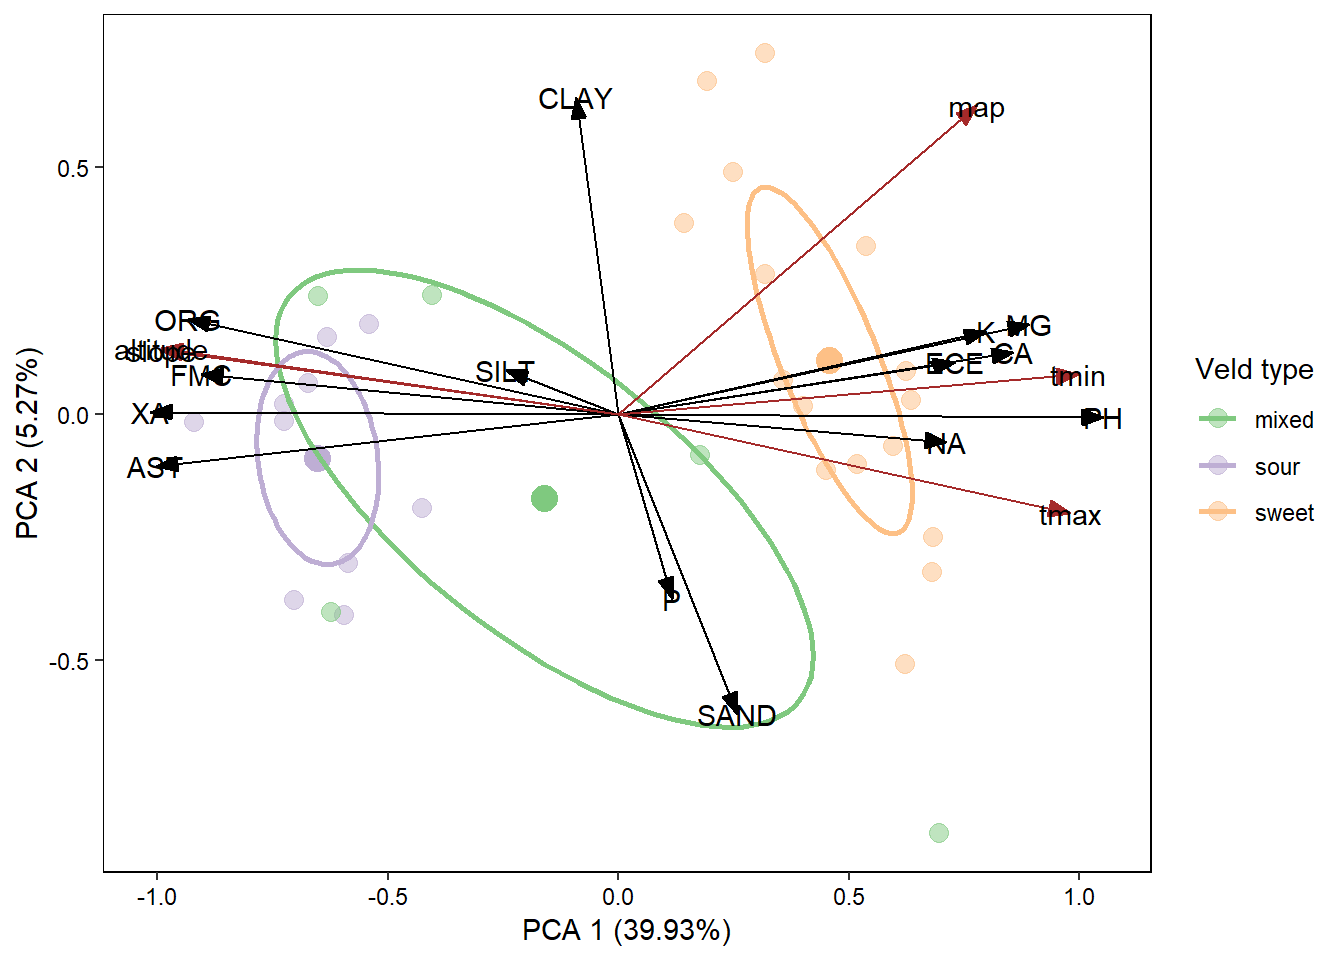 CLAY
map
0.5
ORG
altitude
slope
FMC
SILT
K
MG
ECE
CA
tmin
0.0
XA
PH
NA
AST
tmax
P
-0.5
SAND
-1.0
-0.5
0.0
0.5
1.0
PCA 1 (39.93%)
PCA 2 (5.27%)
Veld type
mixed
sour
sweet